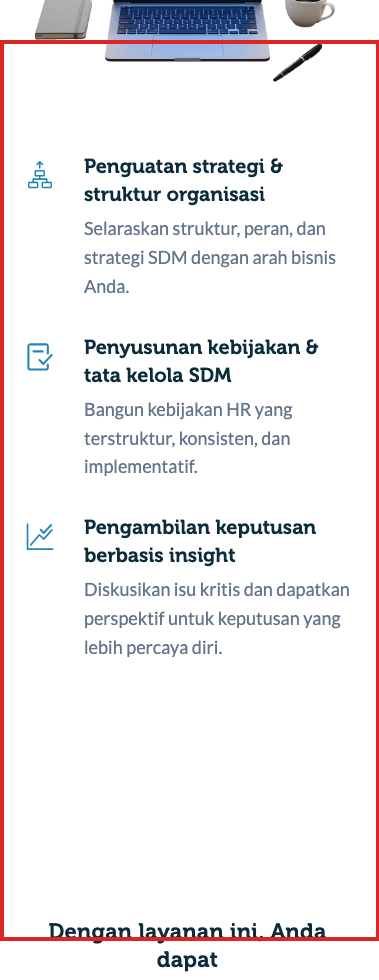 Penguatan strategi &
struktur organisasi
Selaraskan struktur, peran, dan
strategi SDM dengan arah bisnis
Anda.
Penyusunan kebijakan &
tata kelola SDM
Bangun kebijakan HR yang
terstruktur, konsisten, dan
implementatif.
Pengambilan keputusan
berbasis insight
Diskusikan isu kritis dan dapatkan
perspektif untuk keputusan yang
lebih percaya diri.
Dengan layanan ini, Anda
dapat